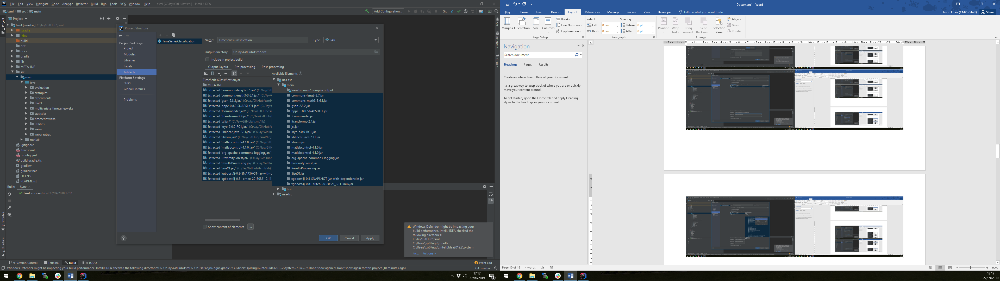 File Edit View Navigate Code Analyze Refactor Build Run Tools VCS Window Help tsml [C:\Jay\GitHub\tsml] - IntelliJ IDEA
tsml src main
Add Configuration... Git:
Project
tsml [uea-tsc] C:\Jay\GitHub\tsml
.gradle
.idea
build
dist
docs
gradle
lib
META-INF
src
main
java
evaluation
examples
experiments
fileIO
multivariate_timeseriesweka
statistics
timeseriesweka
utilities
weka
weka_extras
matlab
.gitignore
.travis.yml
_config.yml
build.gradle.kts
gradlew
gradlew.bat
LICENSE
README.rst
1: Project
2: Favorites
7: Structure
Ant
Database
Gradle
Project Structure
Project Settings
Project
Modules
Libraries
Facets
Artifacts
Platform Settings
SDKs
Global Libraries
Problems
TimeSeriesClassification
Name: TimeSeriesClassification Type: JAR
Output directory: C:\Jay\GitHub\tsml\dist
Include in project build
Output Layout Pre-processing Post-processing
Available Elements
TimeSeriesClassification.jar
META-INF
Extracted 'commons-lang3-3.7.jar/' (C:/Jay/Git
Extracted 'commons-math3-3.6.1.jar/' (C:/Jay/
Extracted 'gson-2.8.2.jar/' (C:/Jay/GitHub/tsml/
Extracted 'hppc-0.8.0-SNAPSHOT.jar/' (C:/Jay/G
Extracted 'Jcommander.jar/' (C:/Jay/GitHub/tsm
Extracted 'jtransforms-2.4.jar/' (C:/Jay/GitHub/
Extracted 'jxl.jar/' (C:/Jay/GitHub/tsml/lib)
Extracted 'kryo-5.0.0-RC1.jar/' (C:/Jay/GitHub/t
Extracted 'liblinear-java-2.11.jar/' (C:/Jay/GitHu
Extracted 'libsvm.jar/' (C:/Jay/GitHub/tsml/lib)
Extracted 'matlabcontrol-4.1.0.jar/' (C:/Jay/GitH
Extracted 'matlabcontrol-4.1.0.jar/' (C:/Jay/GitH
Extracted 'org-apache-commons-logging.jar/'
Extracted 'ProximityForest.jar/' (C:/Jay/GitHub/
Extracted 'ResultsProcessing.jar/' (C:/Jay/GitHu
Extracted 'SizeOf.jar/' (C:/Jay/GitHub/tsml/lib)
Extracted 'xgboost4j-0.8-SNAPSHOT-jar-with-d
Extracted 'xgboost4j-0.81-criteo-20180821_2.11
uea-tsc
main
'uea-tsc.main' compile output
commons-lang3-3.7.jar
commons-math3-3.6.1.jar
gson-2.8.2.jar
hppc-0.8.0-SNAPSHOT.jar
Jcommander.jar
jtransforms-2.4.jar
jxl.jar
kryo-5.0.0-RC1.jar
liblinear-java-2.11.jar
libsvm.jar
matlabcontrol-4.1.0.jar
matlabcontrol-4.1.0.jar
org-apache-commons-logging.jar
ProximityForest.jar
ResultsProcessing.jar
SizeOf.jar
xgboost4j-0.8-SNAPSHOT-jar-with-dependencies.jar
xgboost4j-0.81-criteo-20180821_2.11-linux.jar
test
uea-tsc
Show content of elements ...
OK Cancel Apply
Build: Sync
tsml: successful at 27/09/2019 17:11
Windows Defender might be impacting your
build performance. IntelliJ IDEA checked the
following directories:
C:\Jay\GitHub\tsml
C:\Users\sjx07ngu\.gradle
C:\Users\sjx07ngu\.IntelliJIdea2019.2\system
Fix... Actions
9: Version Control Terminal Build 6: TODO 2 Event Log
Windows Defender might be impacting your build performance. IntelliJ IDEA checked the following directories: // C:\Jay\GitHub\tsml // C:\Users\sjx07ngu\.gradle // C:\Users\sjx07ngu\.IntelliJIdea2019.2\system // Fix... // Don't show again // Don't show again for this project (10 minutes ago) Git: master
17:17
27/09/2019
2
Document1 - Word
File Home Insert Design Layout References Mailings Review View Developer Tell me what you want to do... Jason Lines (CMP - Staff) Share
Margins Orientation Size Columns
Breaks
Line Numbers
Hyphenation
Page Setup
Indent Spacing
Left: 0 cm Before: 0 pt
Right: 0 cm After: 8 pt
Paragraph
Position Wrap Text Bring Forward Send Backward Selection Pane
Align
Group
Rotate
Arrange
Navigation
Search document
Headings Pages Results
Create an interactive outline of your document.
It's a great way to keep track of where you are or quickly
move your content around.
To get started, go to the Home tab and apply Heading
styles to the headings in your document.
Page 10 of 18 4 words 90%
17:17
27/09/2019